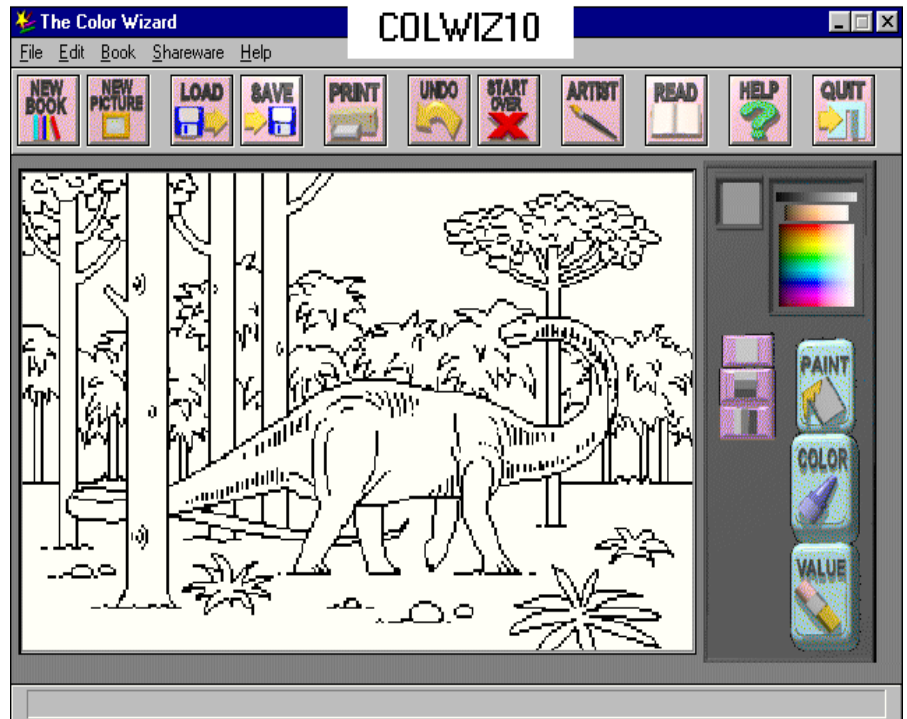 The Color Wizard
COLWIZ10
File Edit Book Shareware Help
NEW BOOK
NEW PICTURE
LOAD
SAVE
PRINT
UNDO
START OVER
ARTIST
READ
HELP
QUIT
PAINT
COLOR
VALUE